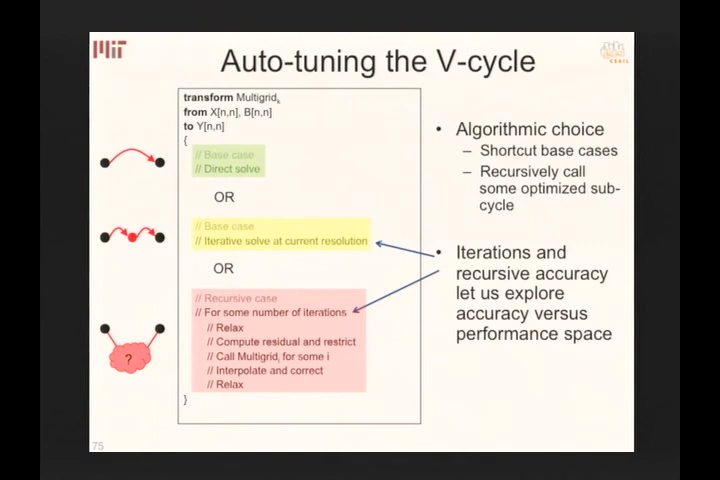 MIT
CSAIL
Auto-tuning the V-cycle
transform Multigridk
from X[n,n], B[n,n]
to Y[n,n]
{
// Base case
// Direct solve
OR
// Base case
// Iterative solve at current resolution
OR
// Recursive case
// For some number of iterations
// Relax
// Compute residual and restrict
// Call Multigridi for some i
// Interpolate and correct
// Relax
}
?
• Algorithmic choice
– Shortcut base cases
– Recursively call
some optimized sub-
cycle
• Iterations and
recursive accuracy
let us explore
accuracy versus
performance space
75